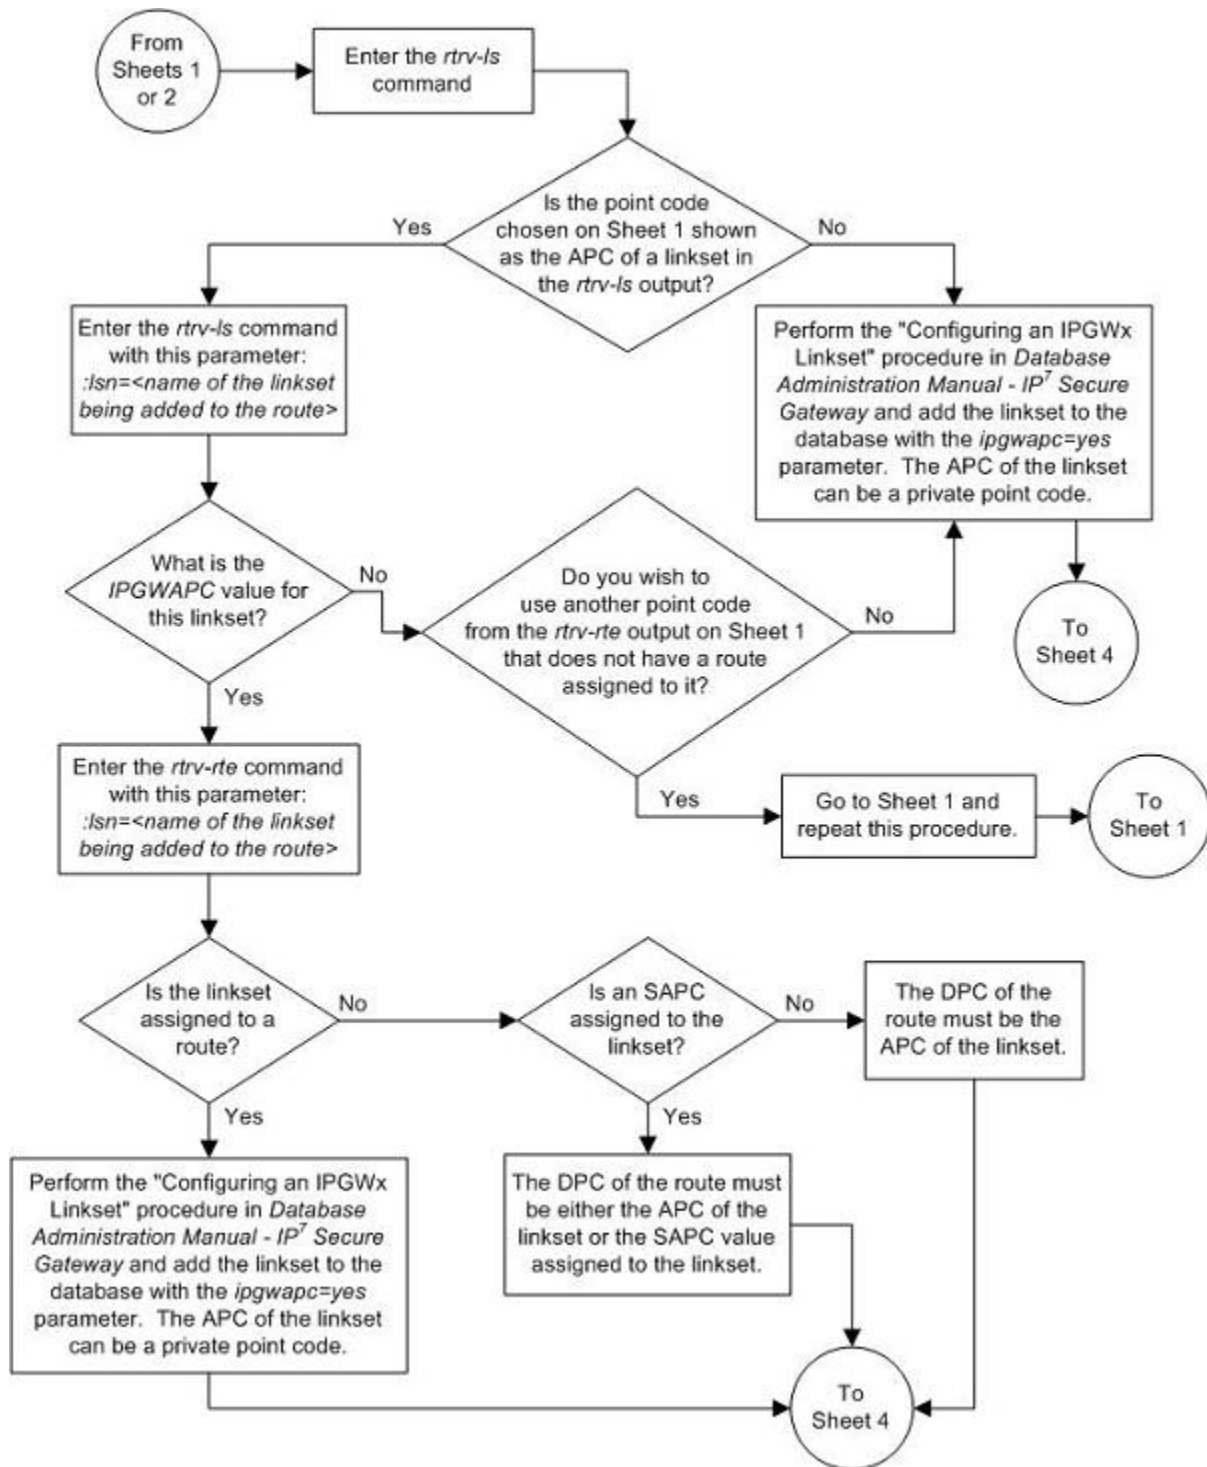 From
Sheets 1
or 2
Enter the rtrv-ls
command
Is the point code
chosen on Sheet 1 shown
as the APC of a linkset in
the rtrv-ls output?
Yes
No
Enter the rtrv-ls command
with this parameter:
:lsn=<name of the linkset
being added to the route>
Perform the "Configuring an IPGWx
Linkset" procedure in Database
Administration Manual - IP7 Secure
Gateway and add the linkset to the
database with the ipgwapc=yes
parameter. The APC of the linkset
can be a private point code.
What is the
IPGWAPC value for
this linkset?
No
Yes
Do you wish to
use another point code
from the rtrv-rte output on Sheet 1
that does not have a route
assigned to it?
No
Yes
To
Sheet 4
Enter the rtrv-rte command
with this parameter:
:lsn=<name of the linkset
being added to the route>
Go to Sheet 1 and
repeat this procedure.
To
Sheet 1
Is the linkset
assigned to a
route?
No
Yes
Is an SAPC
assigned to the
linkset?
No
Yes
The DPC of the
route must be the
APC of the linkset.
Perform the "Configuring an IPGWx
Linkset" procedure in Database
Administration Manual - IP7 Secure
Gateway and add the linkset to the
database with the ipgwapc=yes
parameter. The APC of the linkset
can be a private point code.
The DPC of the route must
be either the APC of the
linkset or the SAPC value
assigned to the linkset.
To
Sheet 4